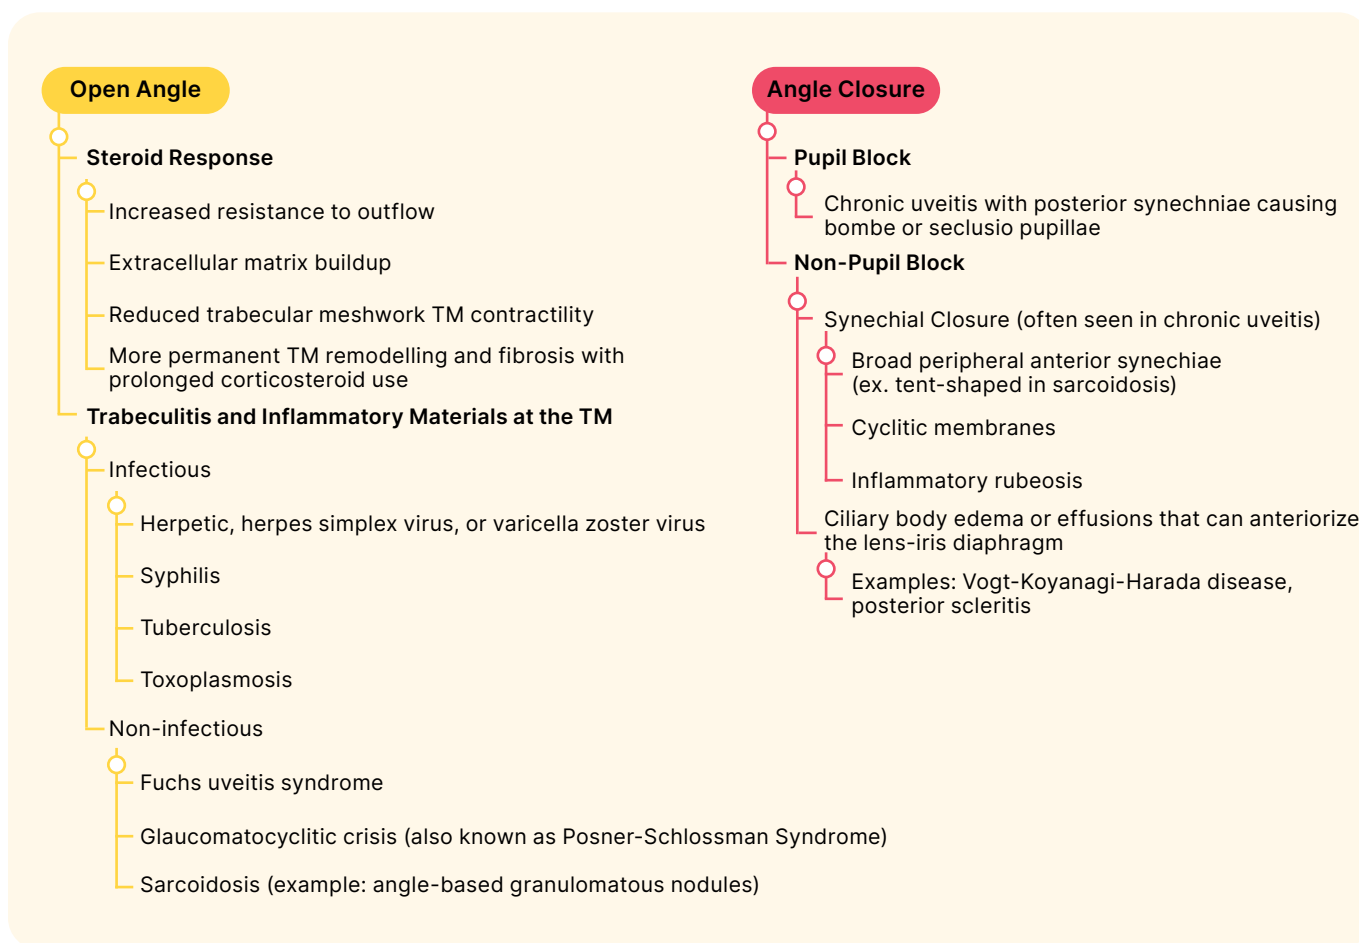 Open Angle
Steroid Response
Increased resistance to outflow
Extracellular matrix buildup
Reduced trabecular meshwork TM contractility
More permanent TM remodelling and fibrosis with
prolonged corticosteroid use
Trabeculitis and Inflammatory Materials at the TM
Infectious
Herpetic, herpes simplex virus, or varicella zoster virus
Syphilis
Tuberculosis
Toxoplasmosis
Non-infectious
Fuchs uveitis syndrome
Glaucomatocyclitic crisis (also known as Posner-Schlossman Syndrome)
Sarcoidosis (example: angle-based granulomatous nodules)
Angle Closure
Pupil Block
Chronic uveitis with posterior synechniae causing
bombe or seclusio pupillae
Non-Pupil Block
Synechial Closure (often seen in chronic uveitis)
Broad peripheral anterior synechiae
(ex. tent-shaped in sarcoidosis)
Cyclitic membranes
Inflammatory rubeosis
Ciliary body edema or effusions that can anteriorize
the lens-iris diaphragm
Examples: Vogt-Koyanagi-Harada disease,
posterior scleritis